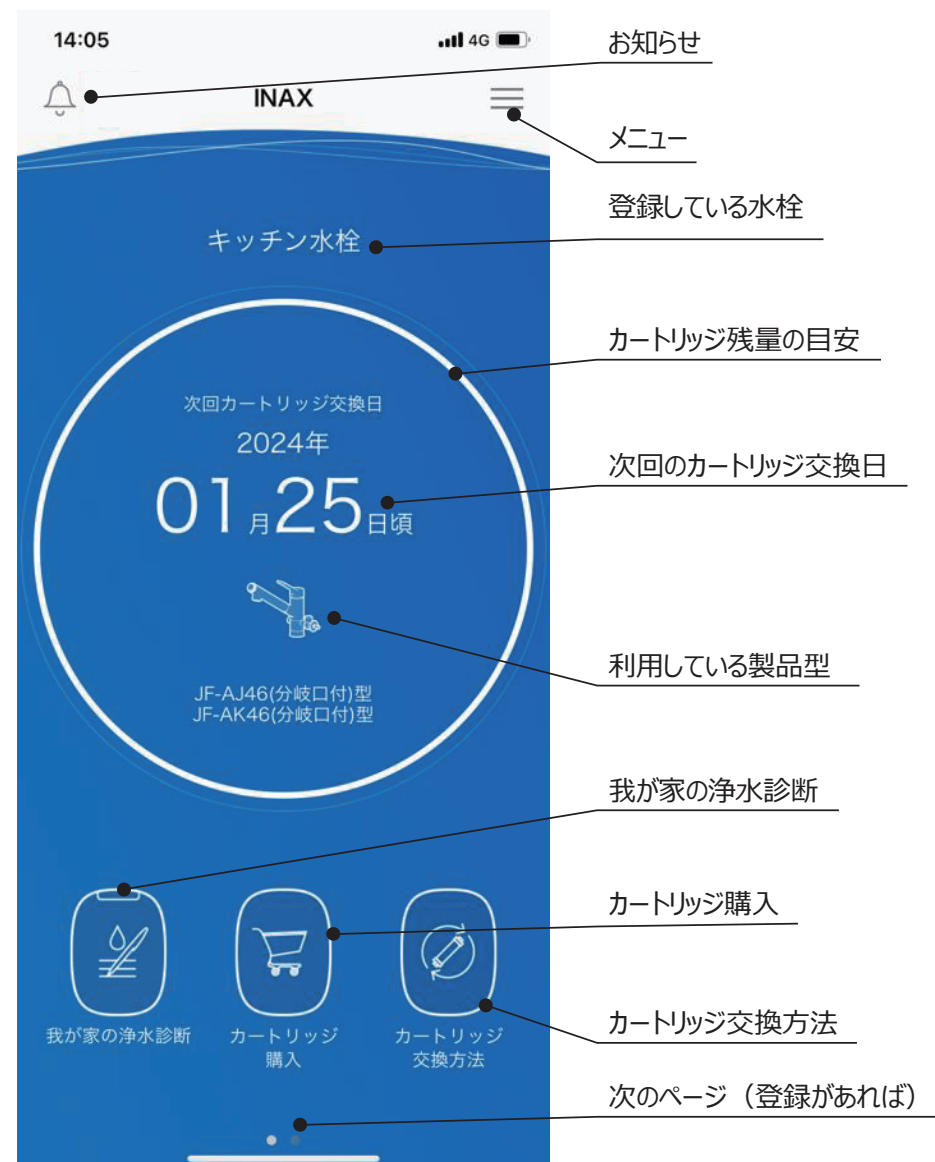 14:05
4G
お知らせ
INAX
メニュー
登録している水栓
キッチン水栓
カートリッジ残量の目安
次回カートリッジ交換日
2024年
次回のカートリッジ交換日
01月25日頃
利用している製品型
JF-AJ46(分岐口付)型
JF-AK46(分岐口付)型
我が家の浄水診断
カートリッジ購入
カートリッジ交換方法
我が家の浄水診断
カートリッジ
購入
カートリッジ
交換方法
次のページ（登録があれば）